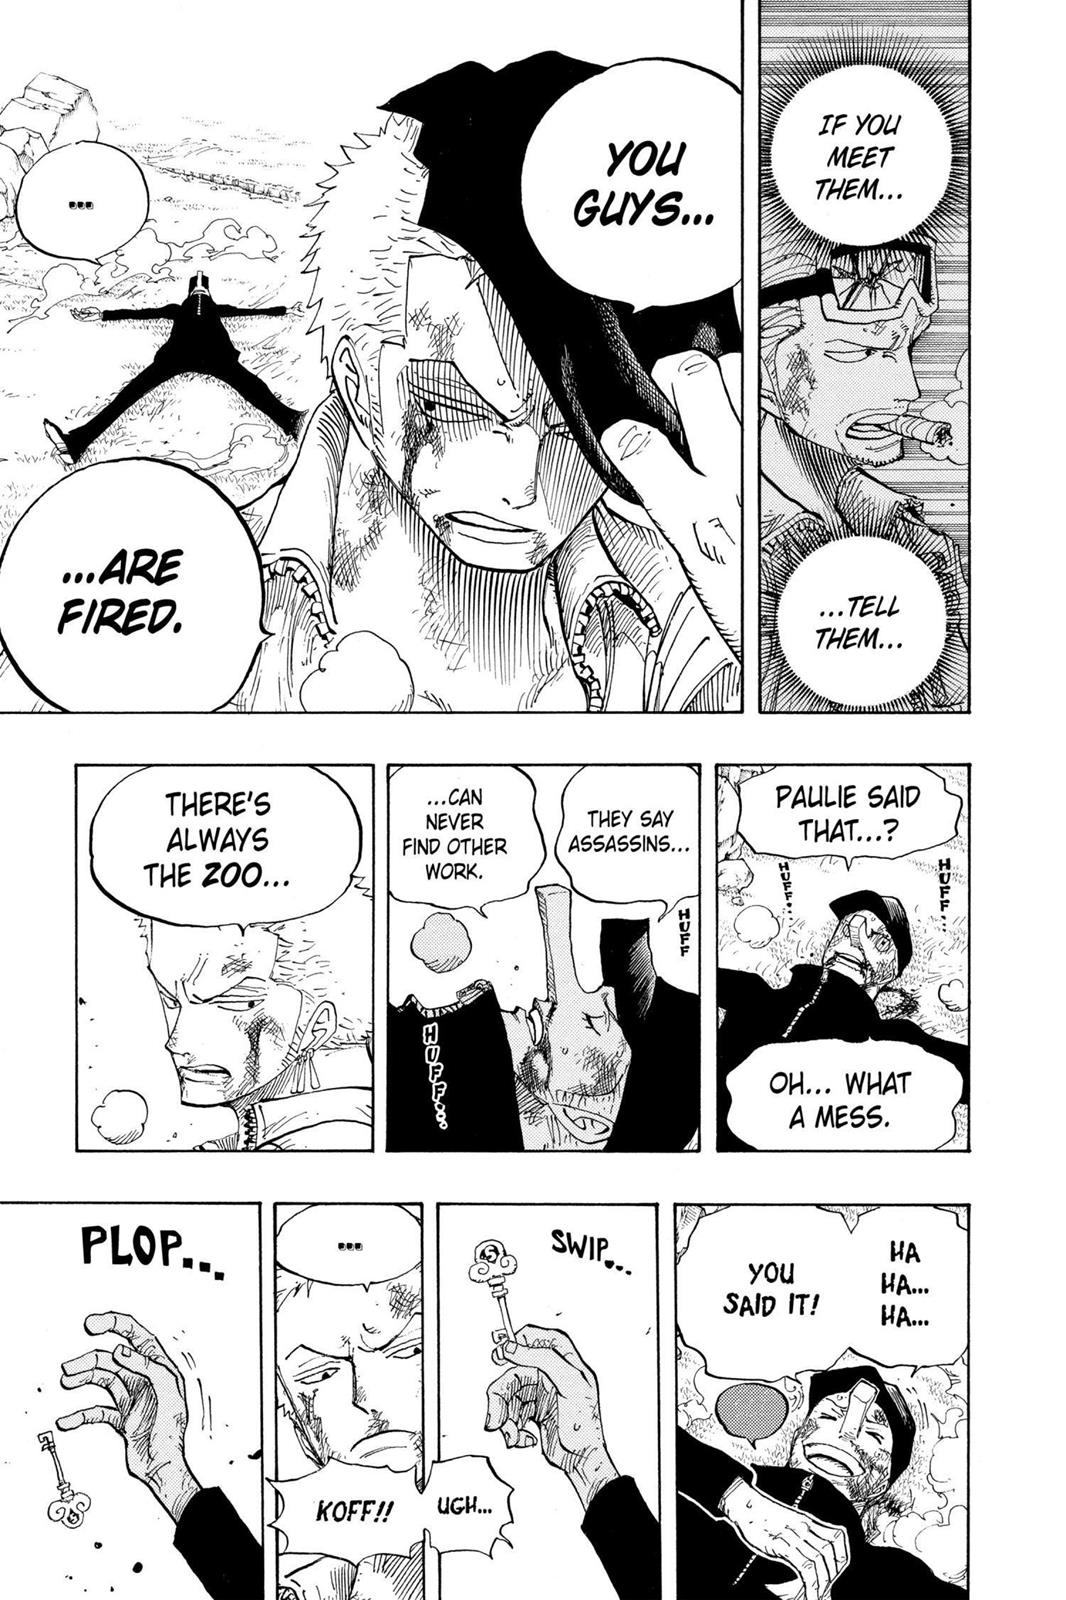 IF YOU
MEET
THEM...
...TELL
THEM...
YOU
GUYS...
...
...ARE
FIRED.
PAULIE SAID
THAT...?
HUFF...
HUFF...
OH... WHAT
A MESS.
THEY SAY
ASSASSINS...
HUFF
...CAN
NEVER
FIND OTHER
WORK.
HUFF...
THERE'S
ALWAYS
THE ZOO...
HA
HA...
HA...
YOU
SAID IT!
SWIP...
5
UGH...
...
KOFF!!
PLOP...
5